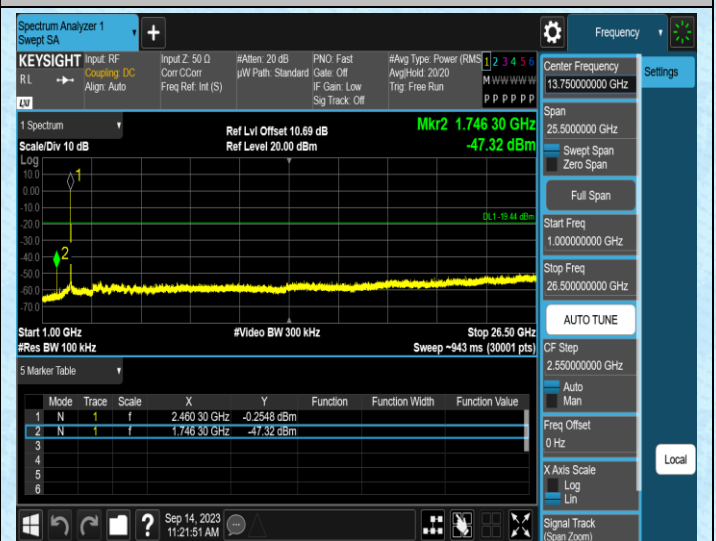 Spectrum Analyzer 1
Swept SA
+
Frequency
KEYSIGHT
RL
LXI
Input: RF
Coupling: DC
Align: Auto
Input Z: 50 Ω
Corr CCorr
Freq Ref: Int (S)
#Atten: 20 dB
µW Path: Standard
PNO: Fast
Gate: Off
IF Gain: Low
Sig Track: Off
#Avg Type: Power (RMS
Avg|Hold: 20/20
Trig: Free Run
1 2 3 4 5 6
M W W W W W
P P P P P P
1 Spectrum
Scale/Div 10 dB
Log
Ref Lvl Offset 10.69 dB
Ref Level 20.00 dBm
Mkr2 1.746 30 GHz
-47.32 dBm
10.0
0.00
-10.0
-20.0
-30.0
-40.0
-50.0
-60.0
-70.0
1
2
DL1 -19.44 dBm
Start 1.00 GHz
#Res BW 100 kHz
#Video BW 300 kHz
Stop 26.50 GHz
Sweep ~943 ms (30001 pts)
5 Marker Table
Mode Trace Scale X Y Function Function Width Function Value
1 N 1 f 2.460 30 GHz -0.2548 dBm
2 N 1 f 1.746 30 GHz -47.32 dBm
3
4
5
6
?
Sep 14, 2023
11:21:51 AM
Center Frequency
13.750000000 GHz
Settings
Span
25.5000000 GHz
Swept Span
Zero Span
Full Span
Start Freq
1.000000000 GHz
Stop Freq
26.500000000 GHz
AUTO TUNE
CF Step
2.550000000 GHz
Auto
Man
Freq Offset
0 Hz
X Axis Scale
Log
Lin
Local
Signal Track
(Span Zoom)